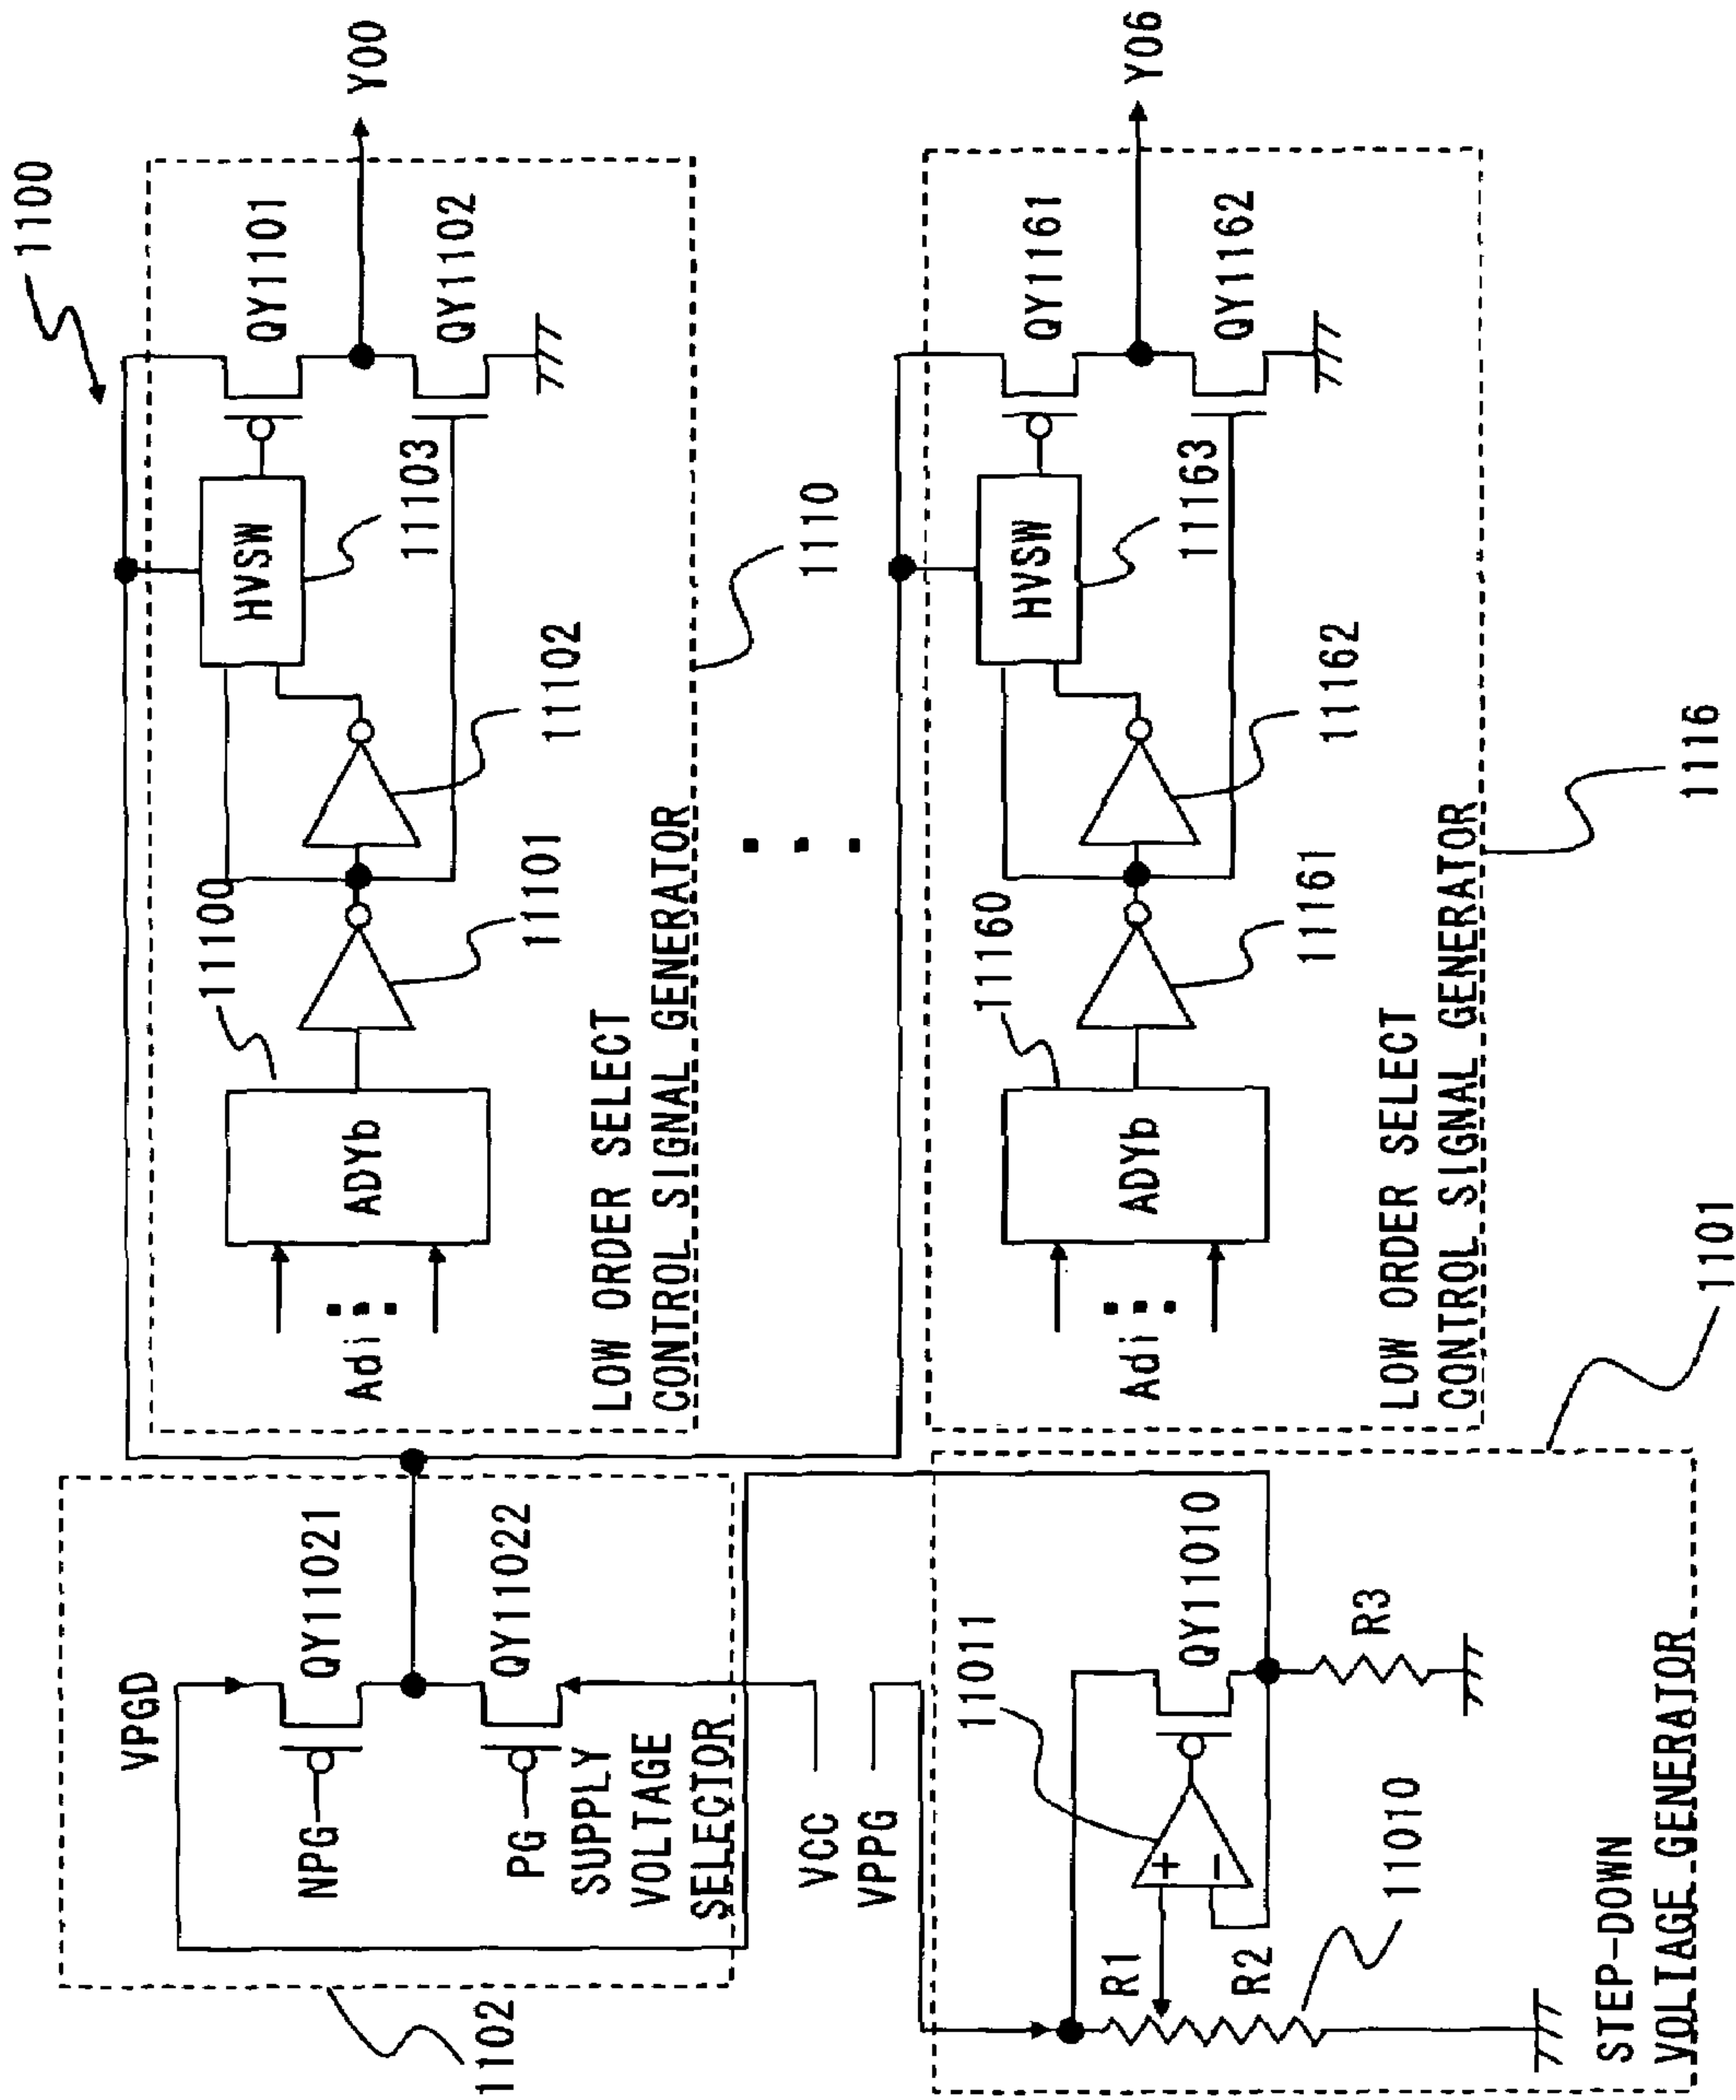 1100
1102
VPGD
NPG
QY11021
PG
QY11022
SUPPLY
VOLTAGE
SELECTOR
VCC
VPPG
1101
R1
R2
11010
11011
QY11010
R3
STEP-DOWN
VOLTAGE GENERATOR
Adi
ADYb
11100
11101
11102
HVSW
11103
QY1101
QY1102
Y00
LOW ORDER SELECT
CONTROL SIGNAL GENERATOR
1110
Adi
ADYb
11160
11161
11162
HVSW
11163
QY1161
QY1162
Y06
LOW ORDER SELECT
CONTROL SIGNAL GENERATOR
1116